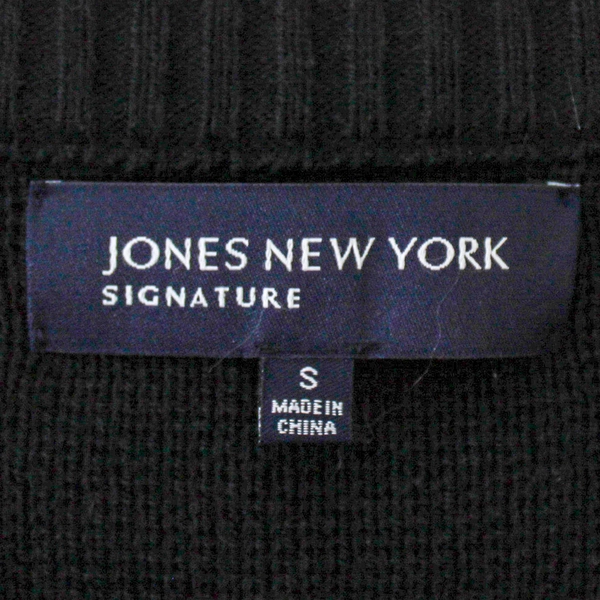 JONES NEW YORK
SIGNATURE
S
MADE IN
CHINA